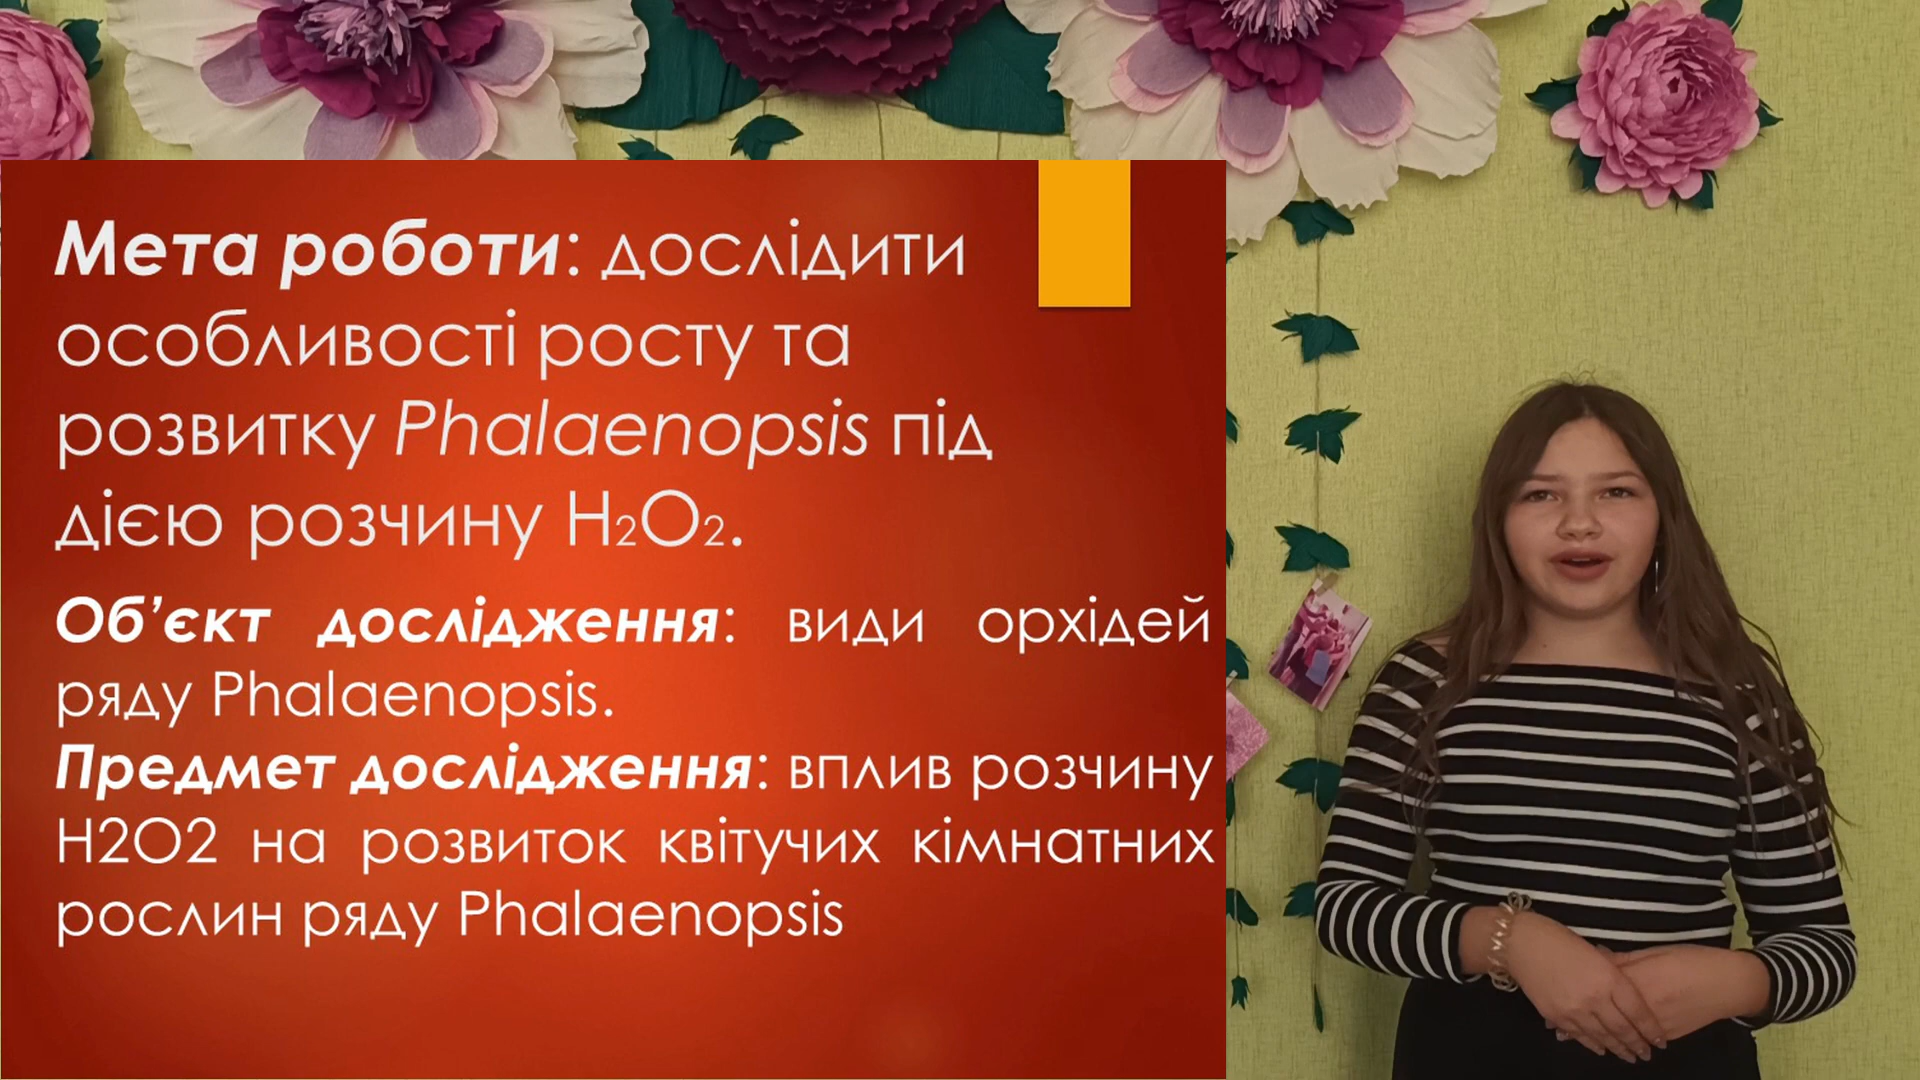 Мета роботи: дослідити
особливості росту та
розвитку Phalaenopsis під
дією розчину H₂O₂.
Об’єкт дослідження: види орхідей
ряду Phalaenopsis.
Предмет дослідження: вплив розчину
H2O2 на розвиток квітучих кімнатних
рослин ряду Phalaenopsis